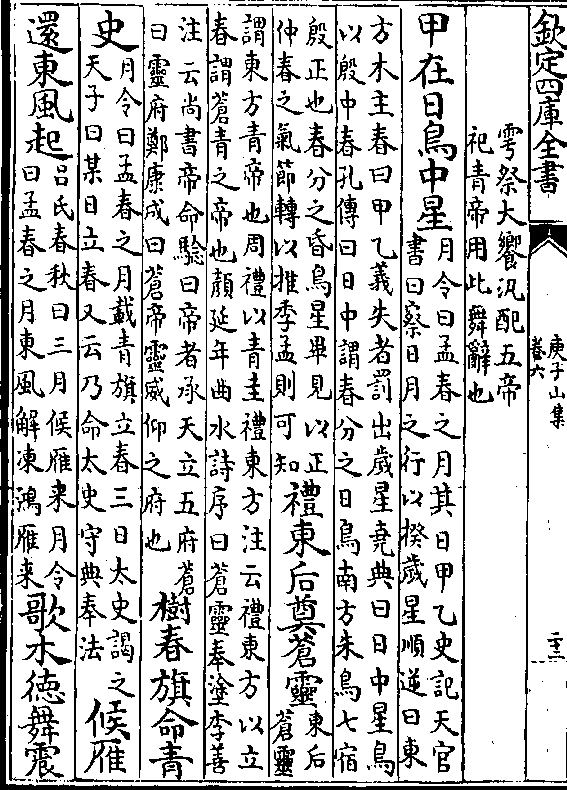 欽定四庫全書
庾子山集
卷六
二十三
雩祭大饗汎配五帝
祀青帝用此舞辭也
甲在日鳥中星
月令曰孟春之月其日甲乙史記天官
書曰察日月之行以揆歲星順逆曰東
方木主春曰甲乙義失者罰出歲星堯典曰日中星鳥
以殷中春孔傳曰日中謂春分之日鳥南方朱鳥七宿
殷正也春分之昏鳥星畢見以正
仲春之氣節轉以推季孟則可知
禮東后奠蒼靈
東后
蒼靈
謂東方青帝也周禮以青圭禮東方注云禮東方以立
春謂蒼青之帝也顏延年曲水詩序曰蒼靈奉塗李善
注云尚書帝命驗曰帝者承天立五府蒼
曰靈府鄭康成曰蒼帝靈威仰之府也
樹春旗命青
史
月令曰孟春之月載青旗立春三日太史謁之
天子曰某日立春又云乃命太史守典奉法
候雁
還東風起
呂氏春秋曰三月候雁来月令
曰孟春之月東風解凍鴻雁来
歌木徳舞震